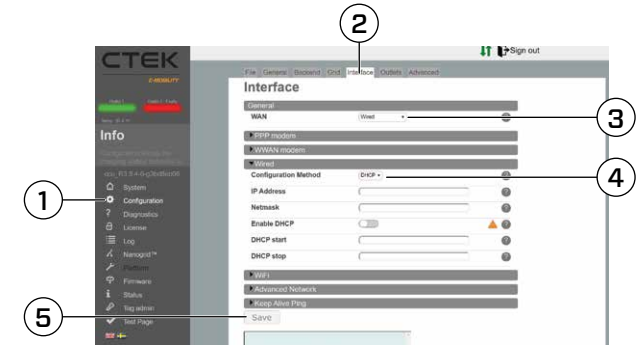 2
CTEK
E-MOBILITY
Sign out
File General Backend Grid Interface Outlets Advanced
Interface
General
WAN Wired
3
PPP modem
WWAN modem
Wired
Configuration Method DHCP
4
IP Address
Netmask
Enable DHCP
DHCP start
DHCP stop
WiFi
Advanced Network
Keep Alive Ping
Save
Info
System
1
Configuration
Diagnostics
License
Log
Nanogrid™
Platform
Firmware
Status
Tag admin
5
Test Page